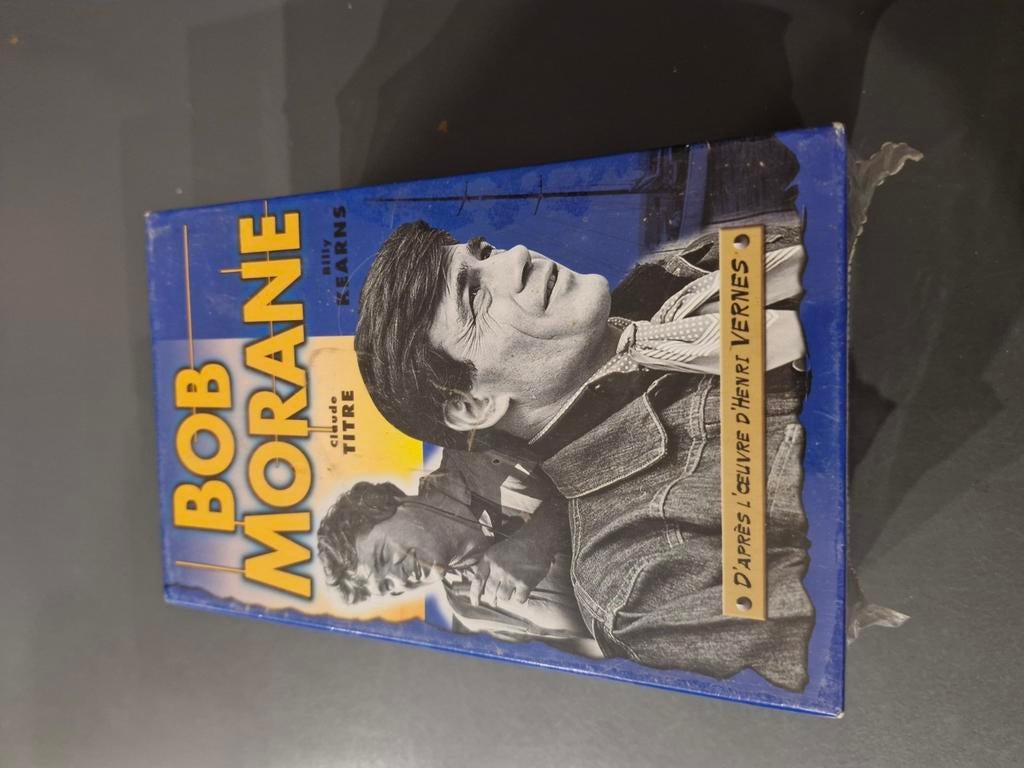 BOB
MORANE
Claude
TITRE
Billy
KEARNS
D'APRÈS L'ŒUVRE D'HENRI VERNES